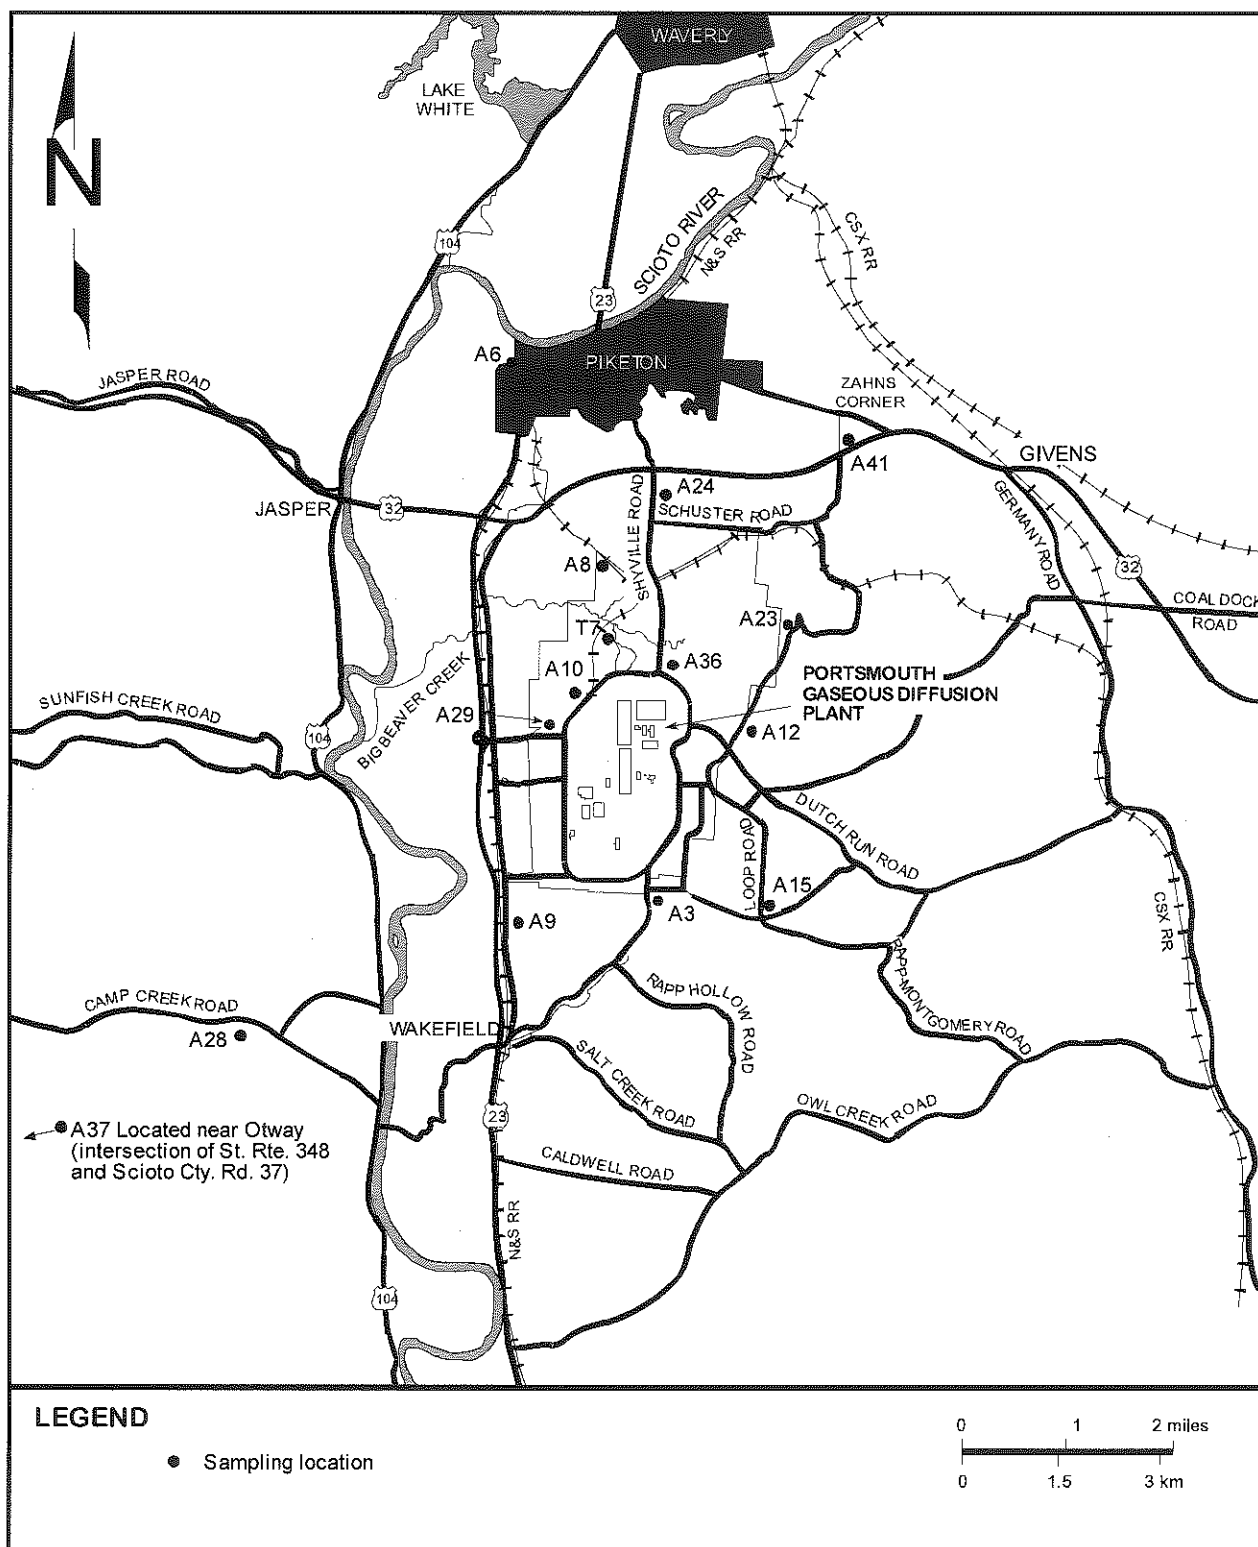 WAVERLY
LAKE
WHITE
N
104
SCIOTO RIVER
N&S RR
CSX RR
23
A6
PIKETON
JASPER ROAD
ZAHNS
CORNER
A41
GIVENS
A24
JASPER
32
SHYVILLE ROAD
SCHUSTER ROAD
GERMANY ROAD
A8
32
COAL DOCK
ROAD
T7
A23
A36
A10
PORTSMOUTH
GASEOUS DIFFUSION
PLANT
SUNFISH CREEK ROAD
BIG BEAVER CREEK
A29
104
A12
DUTCH RUN ROAD
LOOP ROAD
A15
A3
A9
CSX RR
RAPP-MONTGOMERY ROAD
RAPP HOLLOW ROAD
CAMP CREEK ROAD
A28
WAKEFIELD
SALT CREEK ROAD
OWL CREEK ROAD
23
A37 Located near Otway
(intersection of St. Rte. 348
and Scioto Cty. Rd. 37)
CALDWELL ROAD
N&S RR
104
LEGEND
Sampling location
0 1 2 miles
0 1.5 3 km